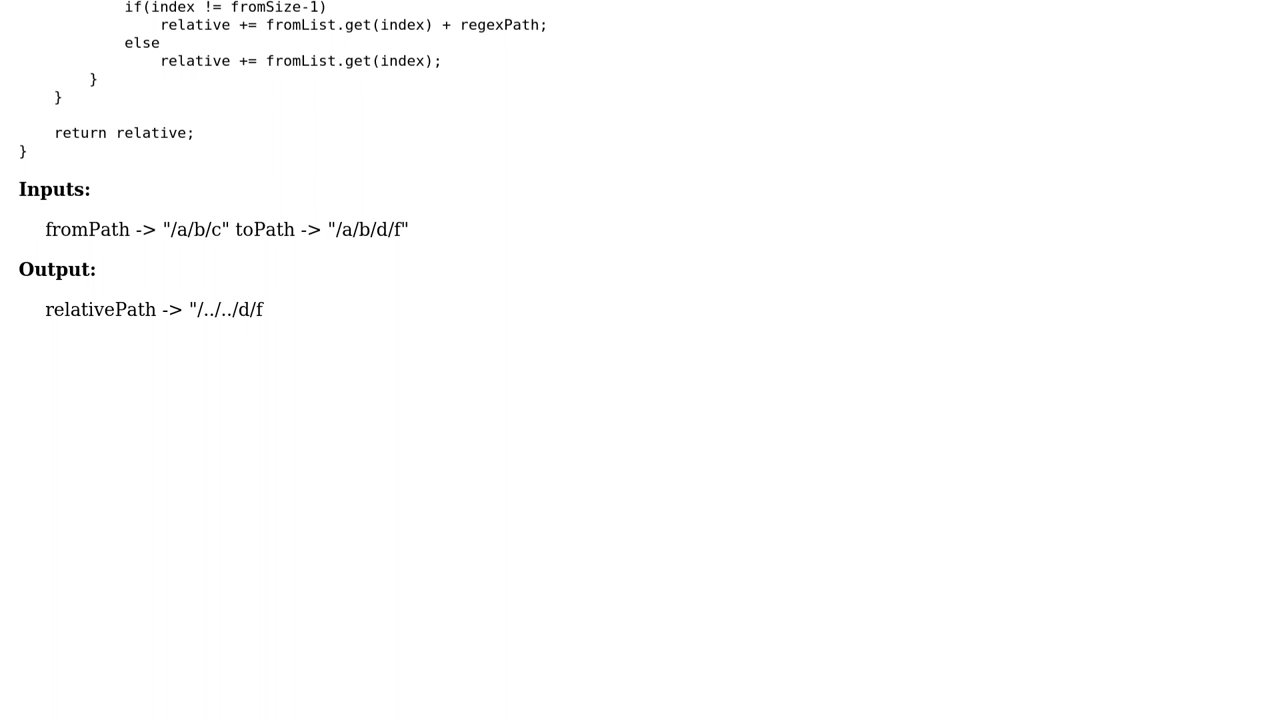 if(index != fromSize-1)
                relative += fromList.get(index) + regexPath;
            else
                relative += fromList.get(index);
        }
    }

    return relative;
}
Inputs:
fromPath -> "/a/b/c" toPath -> "/a/b/d/f"
Output:
relativePath -> "/../../d/f